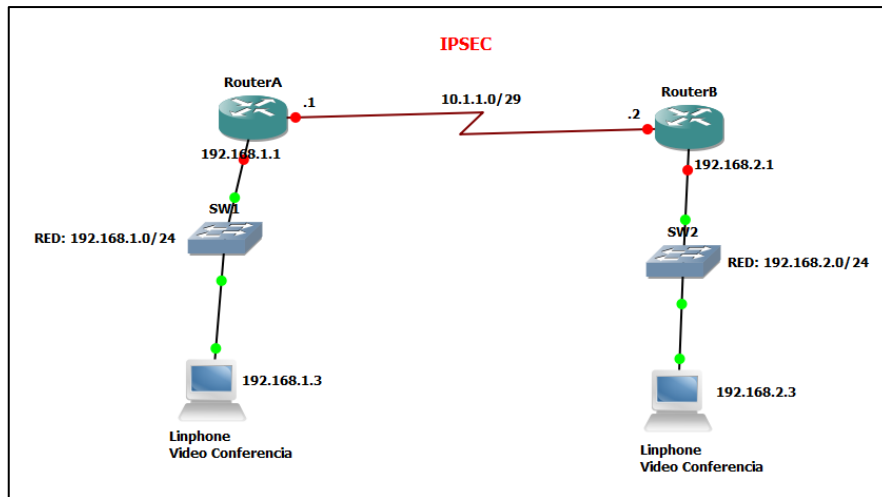 IPSEC
RouterA
RouterB
.1
10.1.1.0/29
.2
192.168.1.1
192.168.2.1
SW1
RED: 192.168.1.0/24
SW2
RED: 192.168.2.0/24
192.168.1.3
192.168.2.3
Linphone
Video Conferencia
Linphone
Video Conferencia